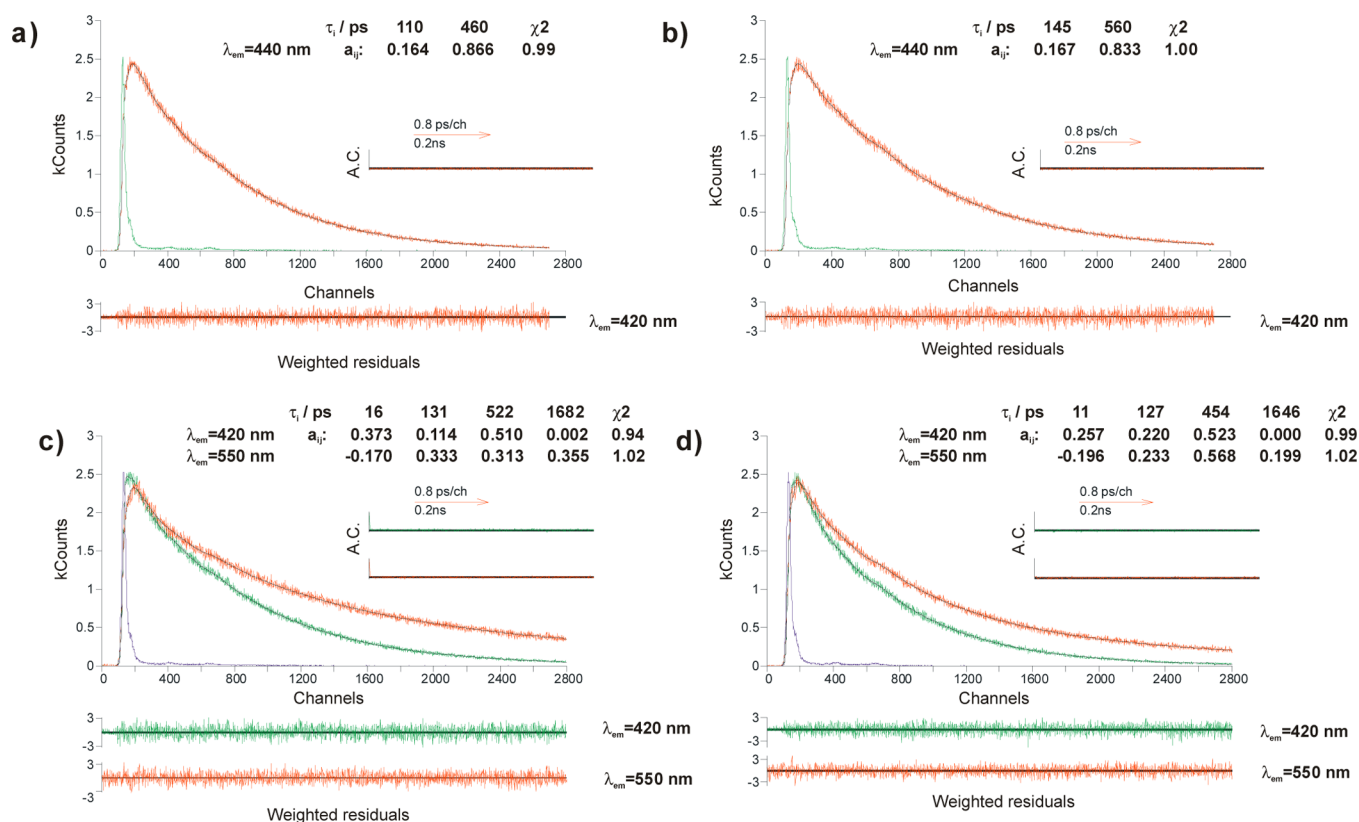 a)
τi / ps 110 460 χ2
λem=440 nm aij: 0.164 0.866 0.99
3
2.5
2
1.5
1
0.5
0
kCounts
0.8 ps/ch
0.2ns
A.C.
0 400 800 1200 1600 2000 2400 2800
Channels
3
-3
λem=420 nm
Weighted residuals
b)
τi / ps 145 560 χ2
λem=440 nm aij: 0.167 0.833 1.00
3
2.5
2
1.5
1
0.5
0
kCounts
0.8 ps/ch
0.2ns
A.C.
0 400 800 1200 1600 2000 2400 2800
Channels
3
-3
λem=420 nm
Weighted residuals
c)
τi / ps 16 131 522 1682 χ2
λem=420 nm aij: 0.373 0.114 0.510 0.002 0.94
λem=550 nm -0.170 0.333 0.313 0.355 1.02
3
2.5
2
1.5
1
0.5
0
kCounts
0.8 ps/ch
0.2ns
A.C.
0 400 800 1200 1600 2000 2400 2800
Channels
3
-3
λem=420 nm
3
-3
λem=550 nm
Weighted residuals
d)
τi / ps 11 127 454 1646 χ2
λem=420 nm aij: 0.257 0.220 0.523 0.000 0.99
λem=550 nm -0.196 0.233 0.568 0.199 1.02
3
2.5
2
1.5
1
0.5
0
kCounts
0.8 ps/ch
0.2ns
A.C.
0 400 800 1200 1600 2000 2400 2800
Channels
3
-3
λem=420 nm
3
-3
λem=550 nm
Weighted residuals